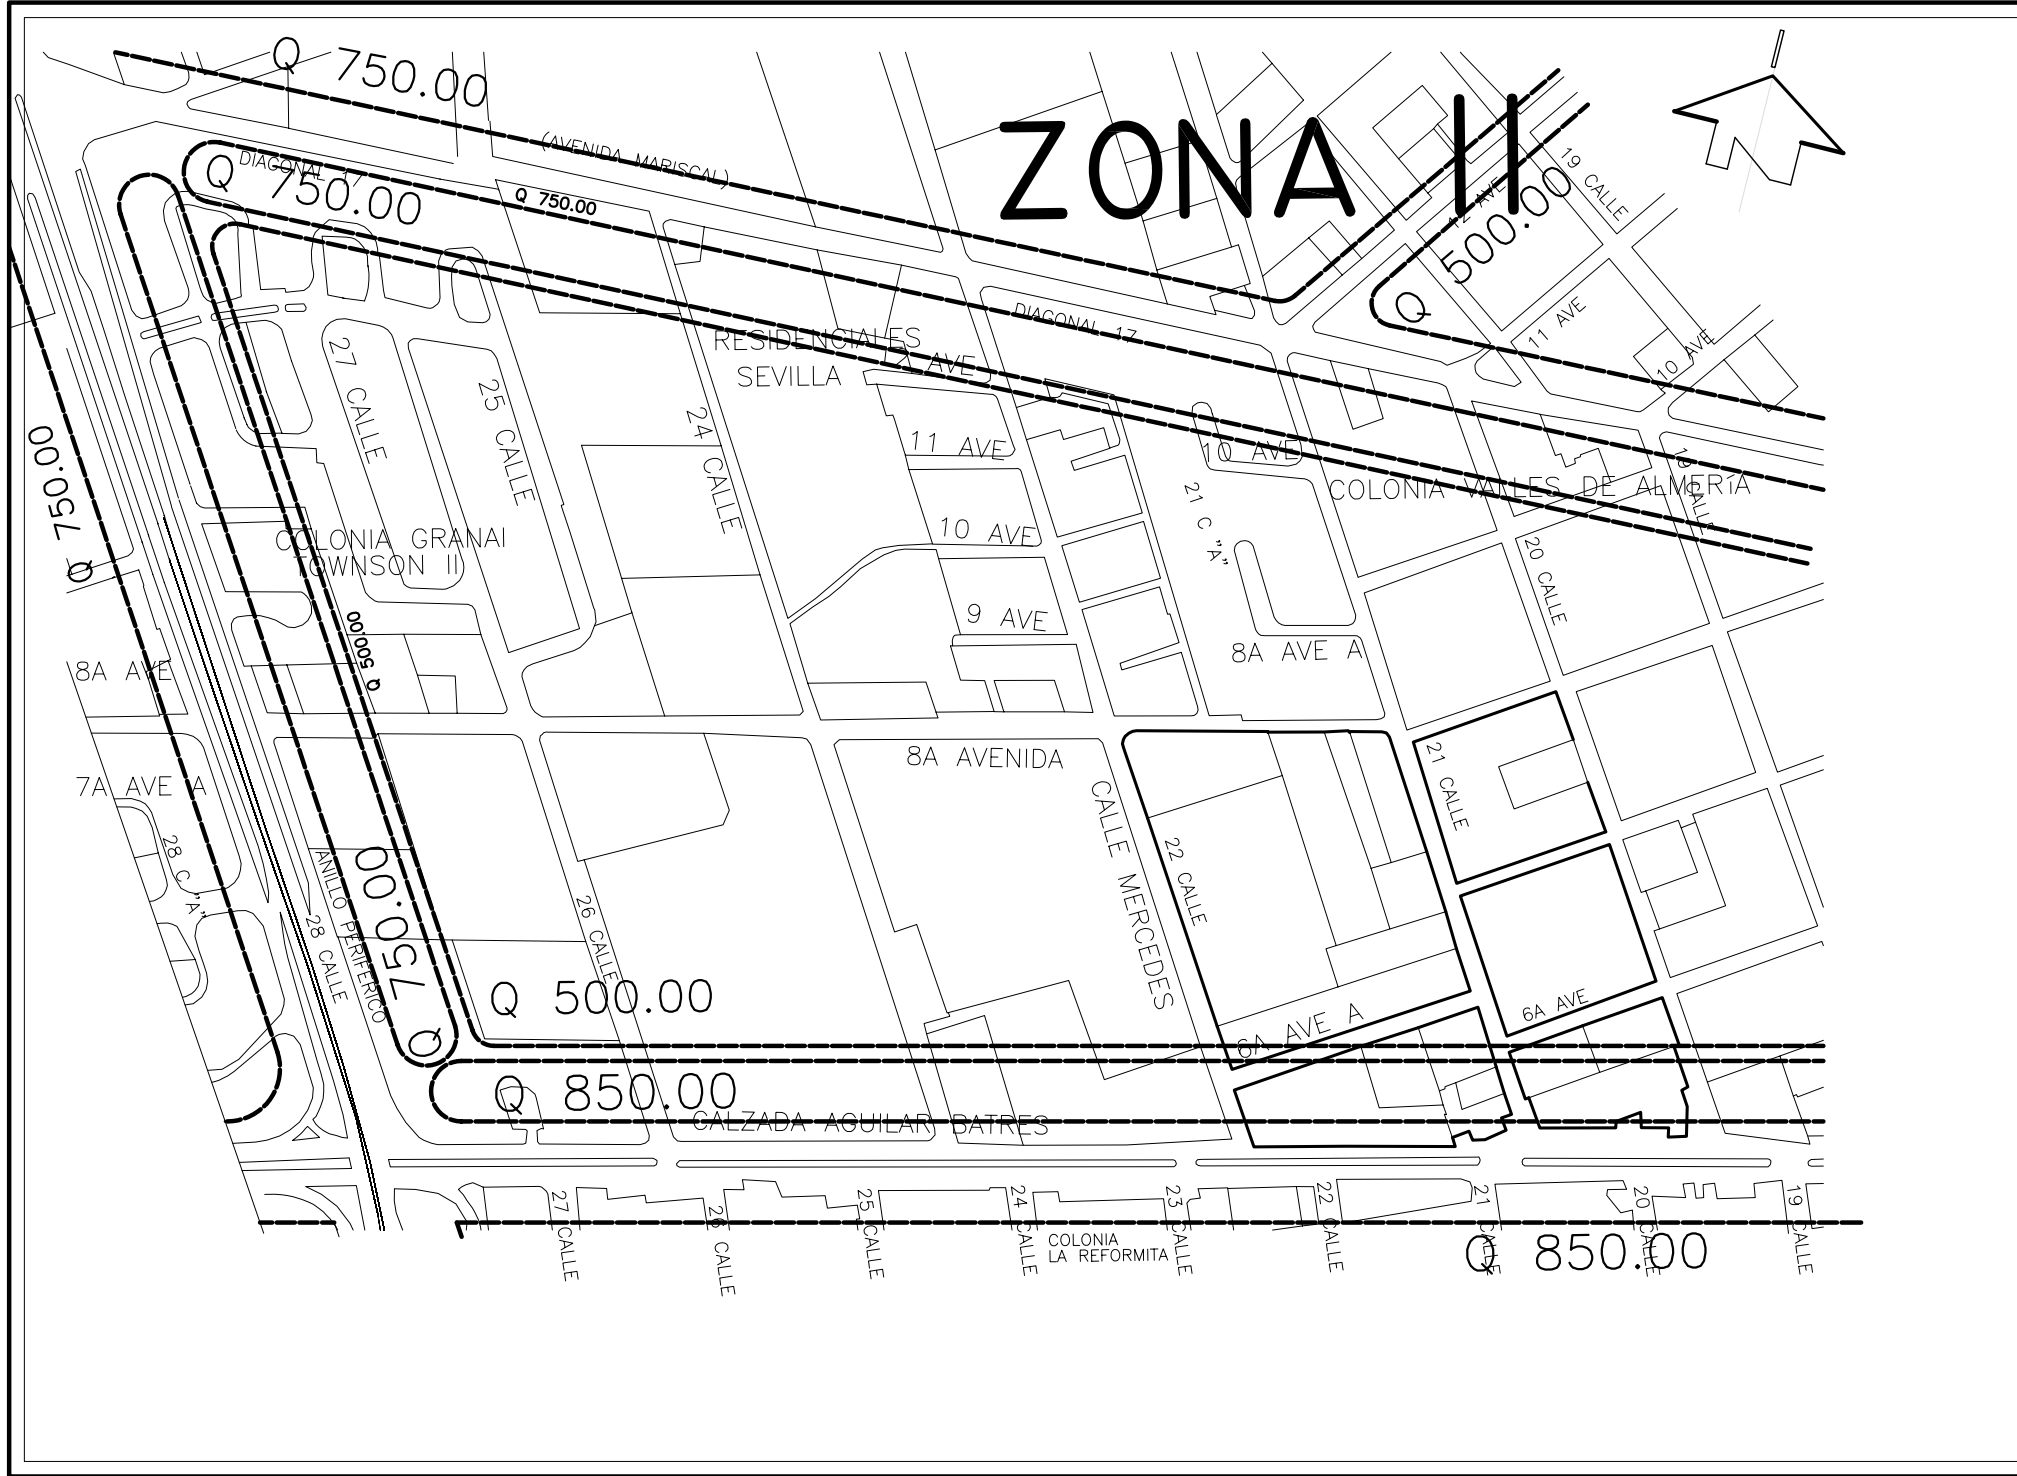 Q 750.00
ZONA 11
(AVENIDA MARISCAL)
DIAGONAL 17
Q 750.00
Q 750.00
12 AVE
19 CALLE
Q 500.00
11 AVE
10 AVE
DIAGONAL 17
RESIDENCIALES
SEVILLA
AVE
27 CALLE
25 CALLE
24 CALLE
11 AVE
10 AVE
COLONIA VALLES DE ALMERíA
19 CALLE
Q 750.00
21 C "A"
10 AVE
20 CALLE
COLONIA GRANAI
TOWNSON II
9 AVE
Q 500.00
8A AVE A
8A AVE
8A AVENIDA
21 CALLE
7A AVE A
28 C "A"
ANILLO PERIFERICO
28 CALLE
Q 750.00
26 CALLE
CALLE MERCEDES
22 CALLE
Q 500.00
6A AVE A
6A AVE
Q 850.00
CALZADA AGUILAR BATRES
27 CALLE
26 CALLE
25 CALLE
24 CALLE
23 CALLE
22 CALLE
21 CALLE
20 CALLE
19 CALLE
COLONIA
LA REFORMITA
Q 850.00